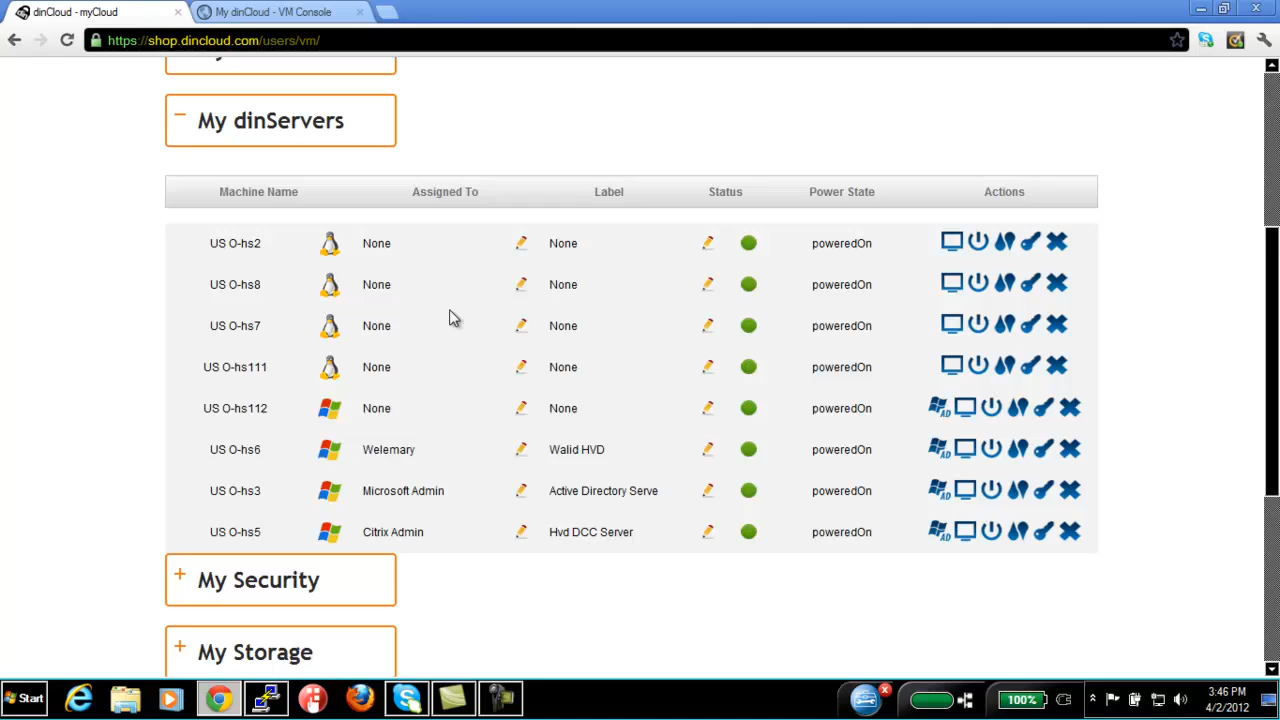 dinCloud - myCloud
My dinCloud - VM Console
https://shop.dincloud.com/users/vm/
My dinServers
Machine Name Assigned To Label Status Power State Actions
US O-hs2 None None poweredOn
US O-hs8 None None poweredOn
US O-hs7 None None poweredOn
US O-hs111 None None poweredOn
US O-hs112 None None poweredOn AD
US O-hs6 Welemary Walid HVD poweredOn AD
US O-hs3 Microsoft Admin Active Directory Serve poweredOn AD
US O-hs5 Citrix Admin Hvd DCC Server poweredOn AD
My Security
My Storage
Start
100%
3:46 PM
4/2/2012